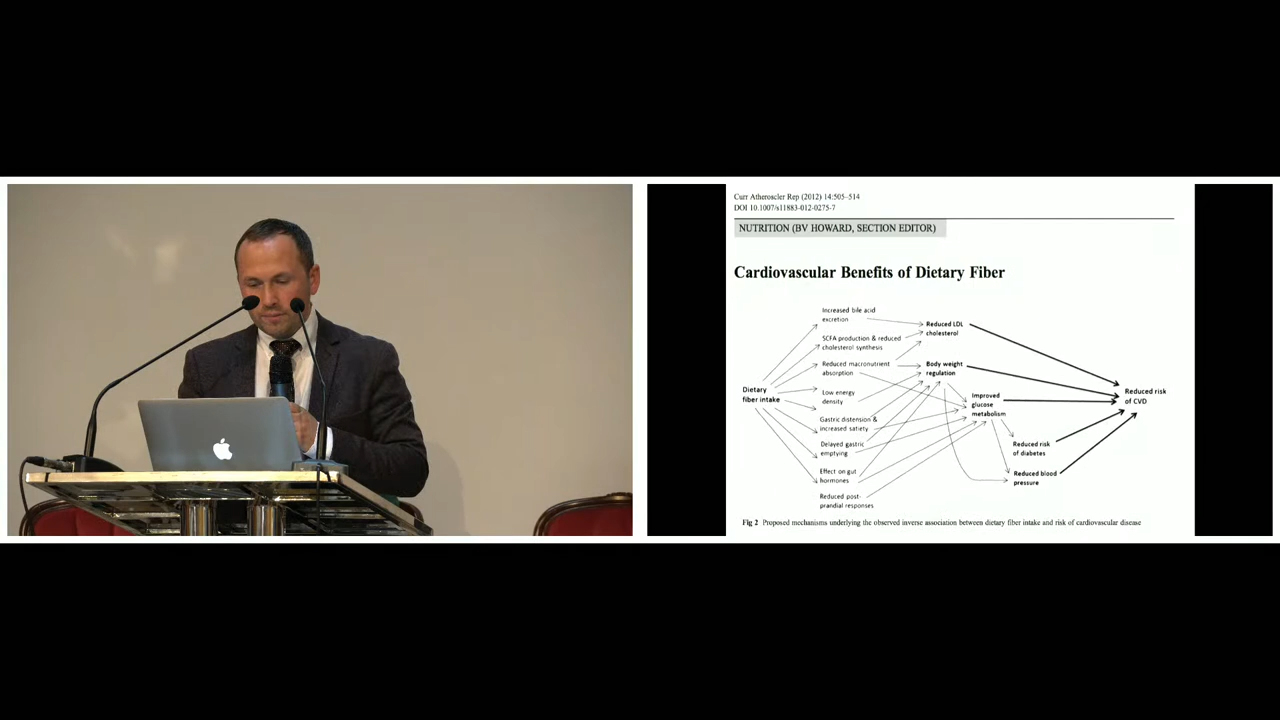 Curr Atheroscler Rep (2012) 14:505–514
DOI 10.1007/s11883-012-0275-7
NUTRITION (BV HOWARD, SECTION EDITOR)
Cardiovascular Benefits of Dietary Fiber
Increased bile acid
excretion
SCFA production & reduced
cholesterol synthesis
Reduced macronutrient
absorption
Low energy
density
Gastric distension &
increased satiety
Delayed gastric
emptying
Effect on gut
hormones
Reduced post-
prandial responses
Dietary
fiber intake
Reduced LDL
cholesterol
Body weight
regulation
Improved
glucose
metabolism
Reduced risk
of diabetes
Reduced blood
pressure
Reduced risk
of CVD
Fig 2 Proposed mechanisms underlying the observed inverse association between dietary fiber intake and risk of cardiovascular disease